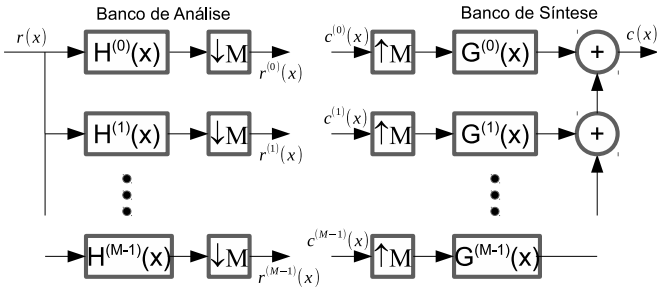 Banco de Análise
Banco de Síntese
r(x)
H(0)(x)
↓M
r(0)(x)
c(0)(x)
↑M
G(0)(x)
+
c(x)
H(1)(x)
↓M
r(1)(x)
c(1)(x)
↑M
G(1)(x)
+
H(M-1)(x)
↓M
r(M−1)(x)
c(M−1)(x)
↑M
G(M-1)(x)